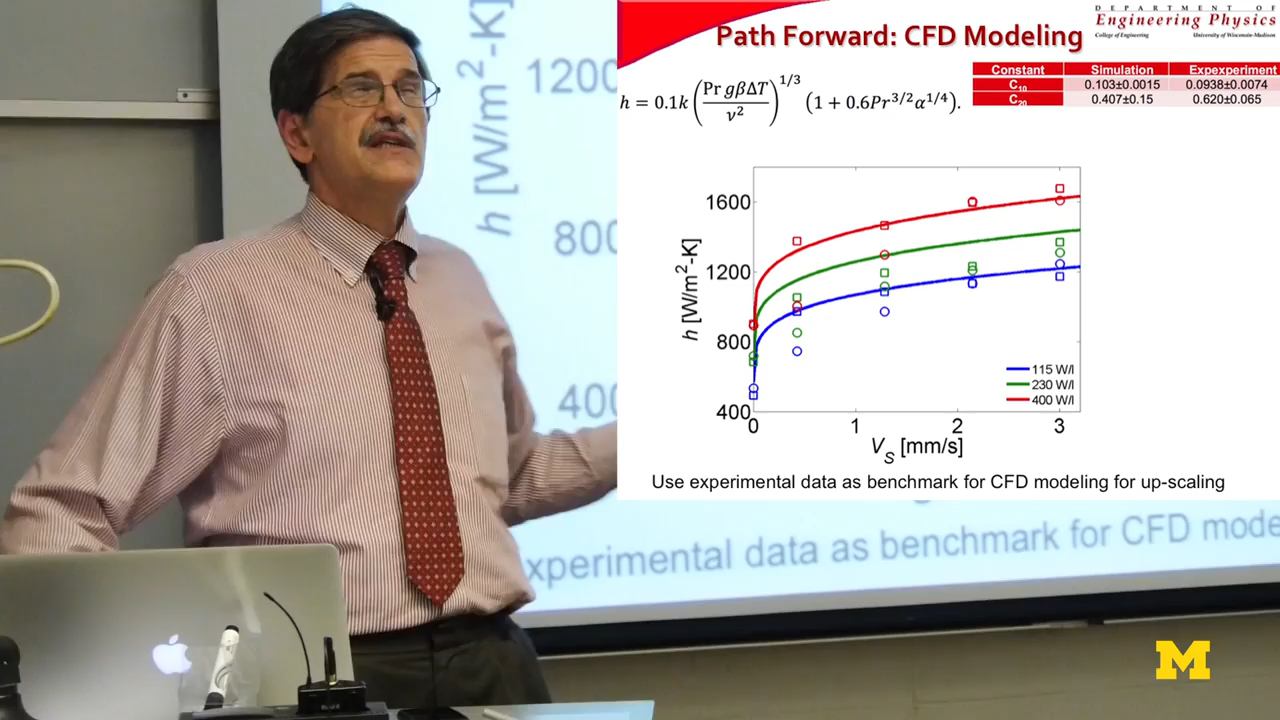 Path Forward: CFD Modeling
DEPARTMENT OF
Engineering Physics
College of Engineering University of Wisconsin-Madison
h = 0.1k (Pr gβΔT / ν²)^1/3 (1 + 0.6Pr^3/2 α^1/4).
Constant Simulation Expexperiment
C10 0.103±0.0015 0.0938±0.0074
C20 0.407±0.15 0.620±0.065
h [W/m²-K]
1600
1200
800
400
0 1 2 3
V_S [mm/s]
115 W/l
230 W/l
400 W/l
Use experimental data as benchmark for CFD modeling for up-scaling
h [W/m²-K]
1200
800
400
xperimental data as benchmark for CFD mode
M